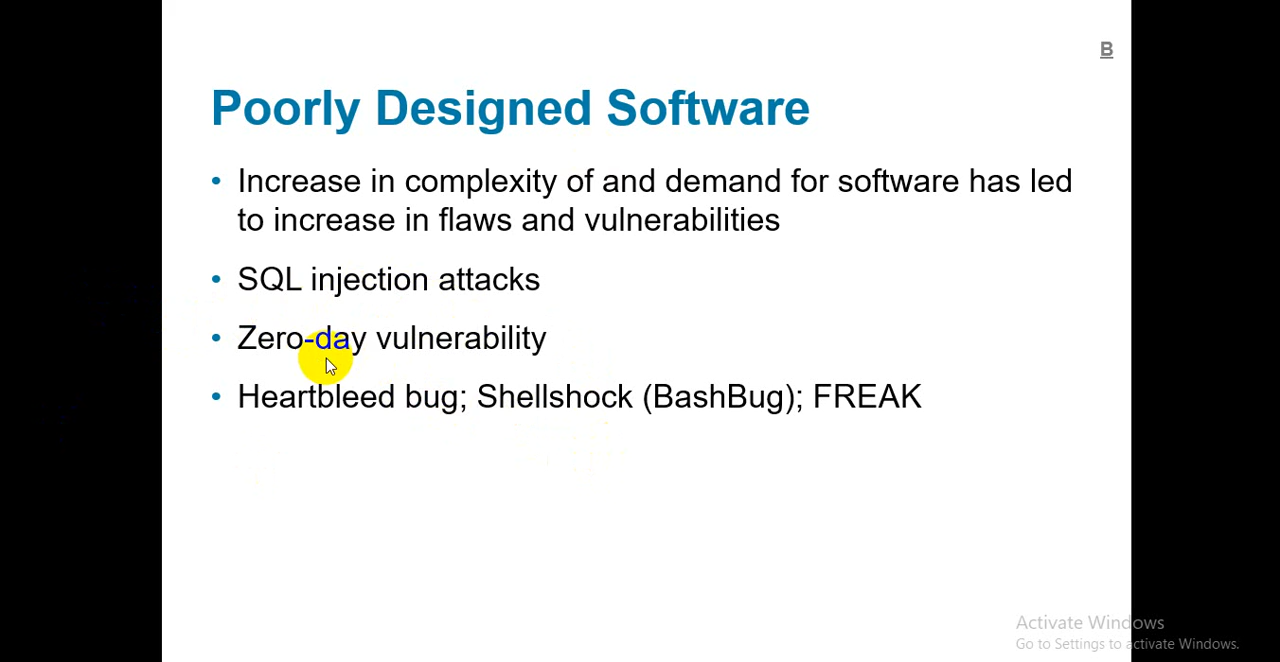 B
Poorly Designed Software
• Increase in complexity of and demand for software has led
to increase in flaws and vulnerabilities
• SQL injection attacks
• Zero-day vulnerability
• Heartbleed bug; Shellshock (BashBug); FREAK
Activate Windows
Go to Settings to activate Windows.